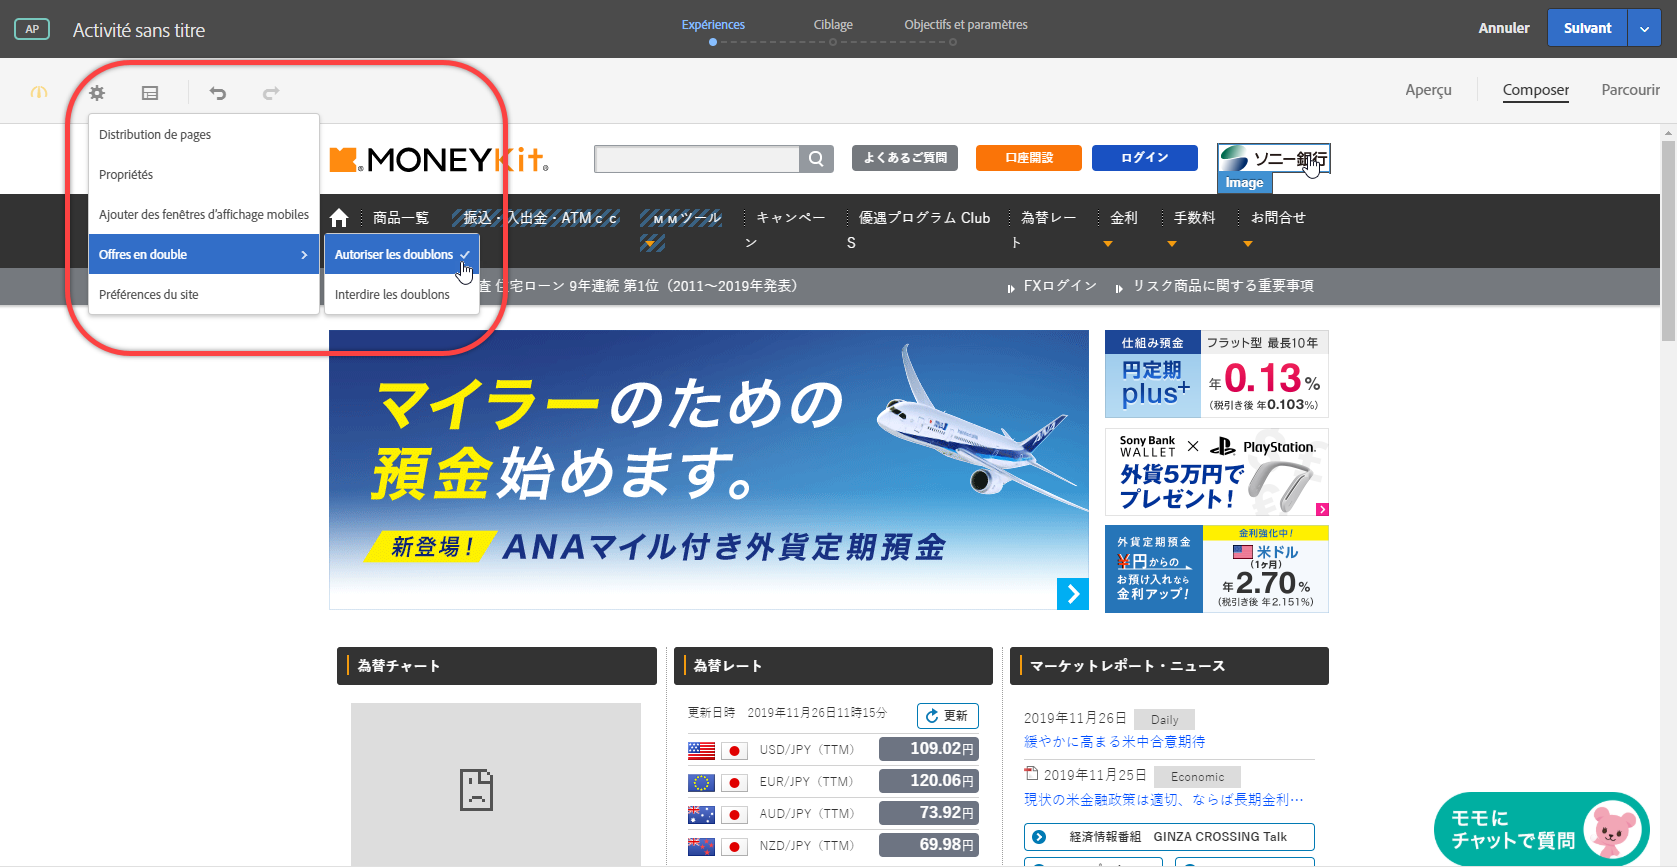 AP
Activité sans titre
Expériences
Ciblage
Objectifs et paramètres
Annuler
Suivant
Aperçu
Composer
Parcourir
Distribution de pages
Propriétés
Ajouter des fenêtres d'affichage mobiles
Offres en double
Préférences du site
Autoriser les doublons
Interdire les doublons
MONEYKit
よくあるご質問
口座開設
ログイン
ソニー銀行
Image
商品一覧
振込・入出金・ATMｃｃ
ＭＭツール
キャンペー
ン
優遇プログラム Club
S
為替レー
ト
金利
手数料
お問合せ
査 住宅ローン 9年連続 第1位（2011～2019年発表）
FXログイン
リスク商品に関する重要事項
マイラーのための
預金始めます。
新登場！ ANAマイル付き外貨定期預金
仕組み預金
フラット型 最長10年
円定期
plus+
年0.13%
（税引き後 年0.103%）
Sony Bank
WALLET
×
PlayStation.
外貨5万円で
プレゼント！
外貨定期預金
¥円からの
お預け入れなら
金利アップ！
金利強化中！
米ドル
（1ヶ月）
年2.70%
（税引き後 年2.151%）
為替チャート
為替レート
更新日時　2019年11月26日11時15分
更新
USD/JPY（TTM） 109.02円
EUR/JPY（TTM） 120.06円
AUD/JPY（TTM） 73.92円
NZD/JPY（TTM） 69.98円
マーケットレポート・ニュース
2019年11月26日 Daily
緩やかに高まる米中合意期待
2019年11月25日 Economic
現状の米金融政策は適切、ならば長期金利…
経済情報番組　GINZA CROSSING Talk
モモに
チャットで質問